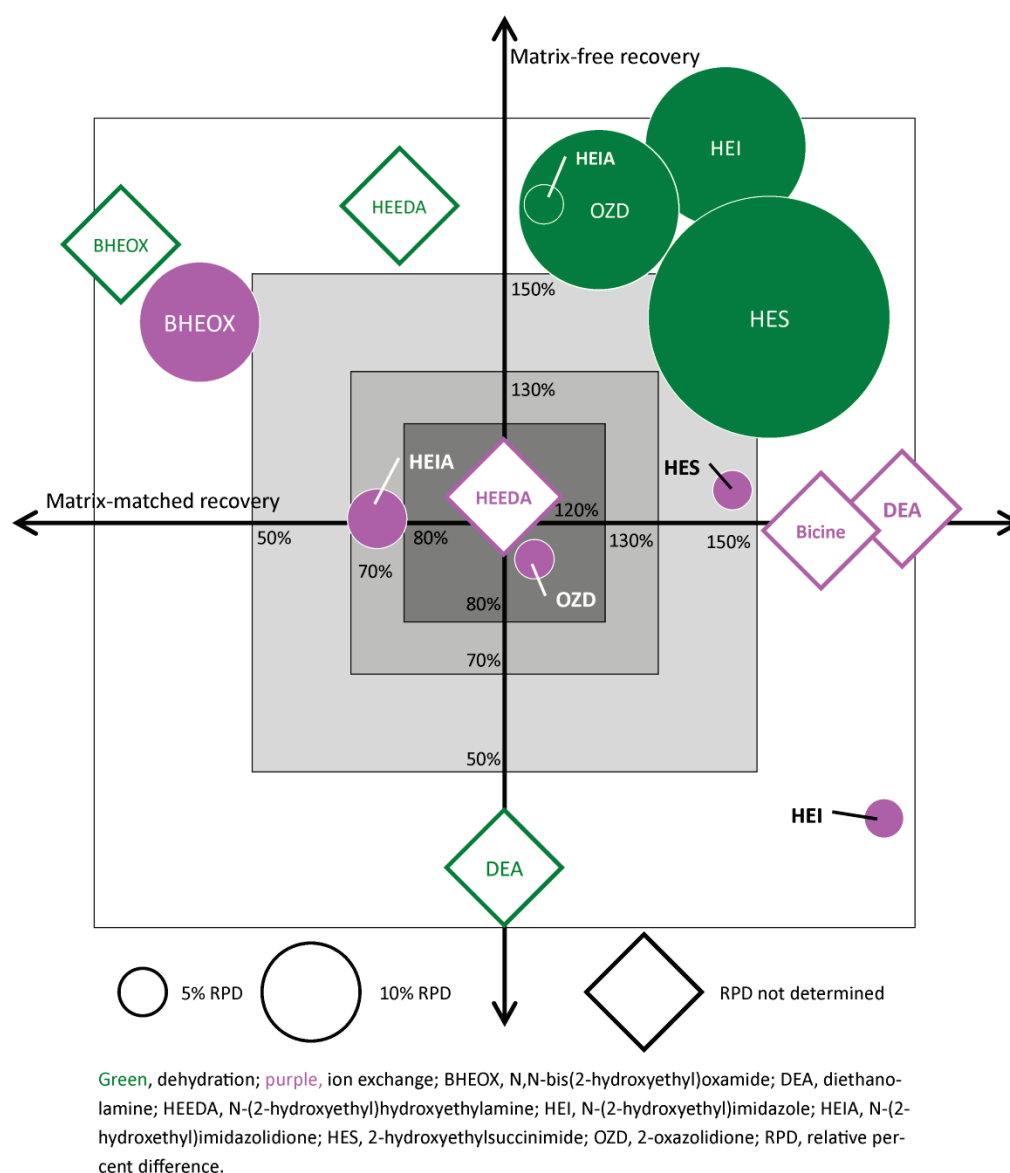 Matrix-free recovery
HEI
HEIA
HEEDA
OZD
BHEOX
150%
BHEOX
HES
130%
HEIA
HES
Matrix-matched recovery
HEEDA
120%
DEA
Bicine
50%
80%
130%
150%
70%
OZD
80%
70%
50%
HEI
DEA
5% RPD
10% RPD
RPD not determined
Green, dehydration; purple, ion exchange; BHEOX, N,N-bis(2-hydroxyethyl)oxamide; DEA, diethano-
lamine; HEEDA, N-(2-hydroxyethyl)hydroxyethylamine; HEI, N-(2-hydroxyethyl)imidazole; HEIA, N-(2-
hydroxethyl)imidazolidione; HES, 2-hydroxyethylsuccinimide; OZD, 2-oxazolidione; RPD, relative per-
cent difference.